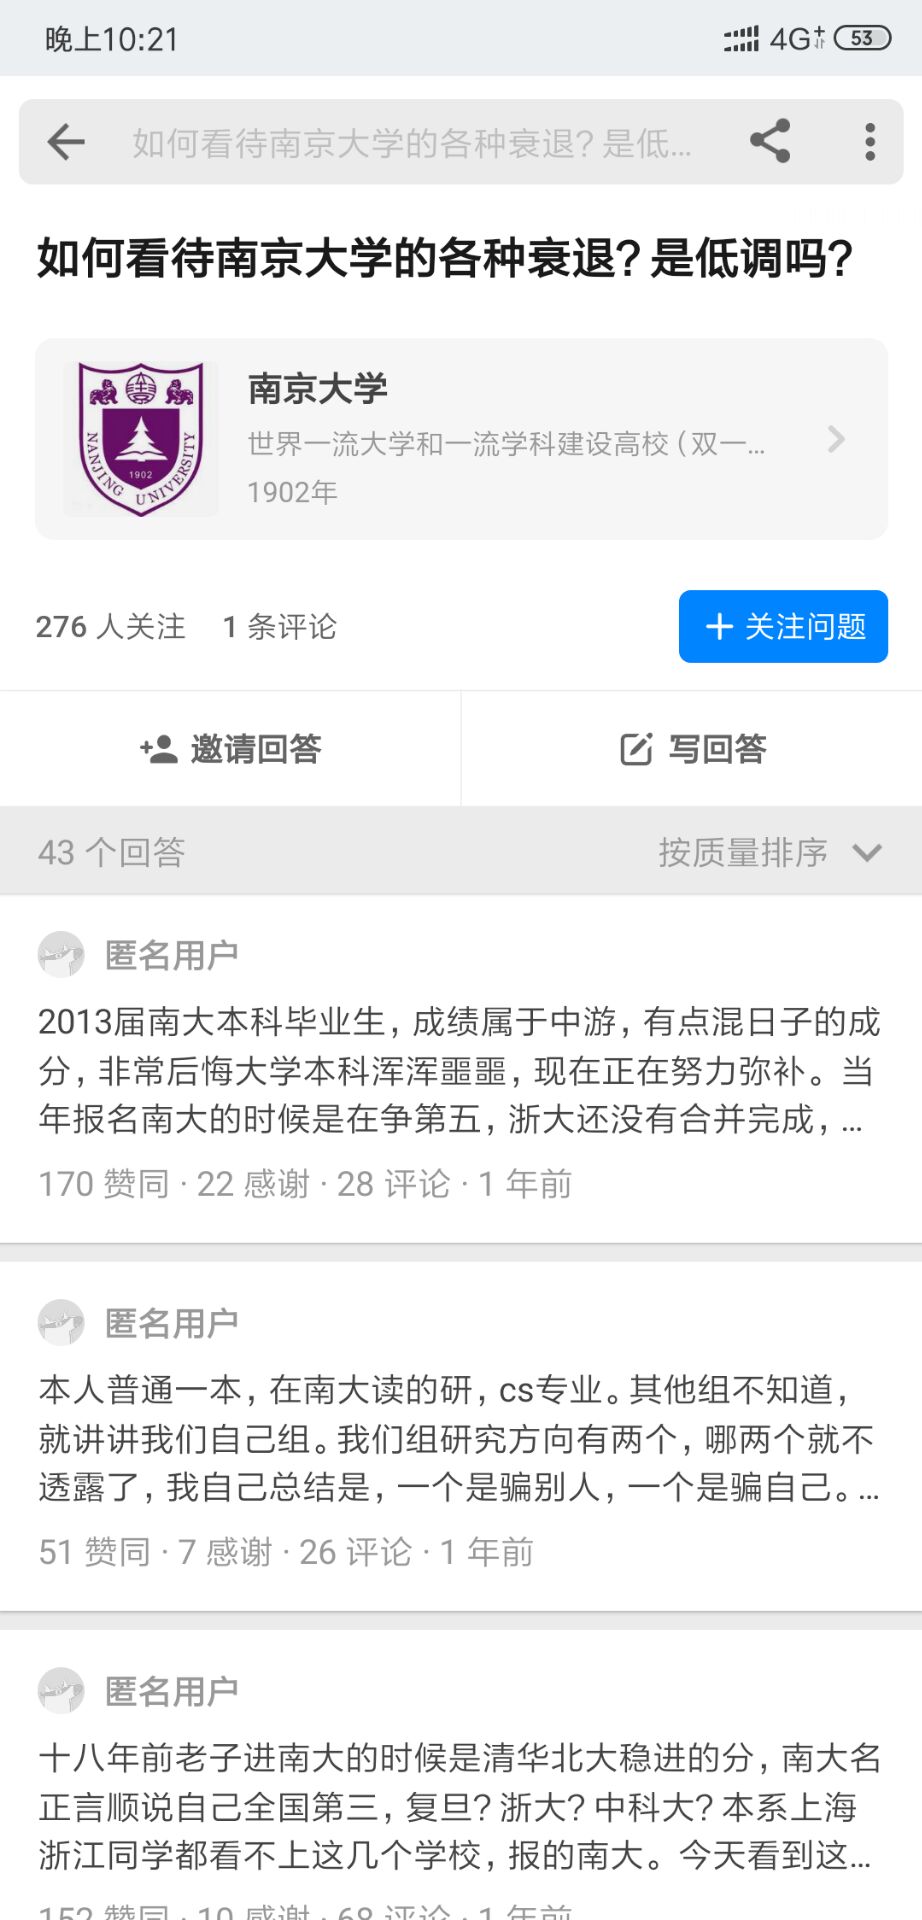 晚上10:21
4G+ 53
如何看待南京大学的各种衰退?是低...
如何看待南京大学的各种衰退?是低调吗?
南京大学
世界一流大学和一流学科建设高校(双一...
1902年
NANJING UNIVERSITY
1902
276 人关注 1 条评论
+ 关注问题
邀请回答
写回答
43 个回答
按质量排序
匿名用户
2013届南大本科毕业生,成绩属于中游,有点混日子的成
分,非常后悔大学本科浑浑噩噩,现在正在努力弥补。当
年报名南大的时候是在争第五,浙大还没有合并完成,...
170 赞同 · 22 感谢 · 28 评论 · 1 年前
匿名用户
本人普通一本,在南大读的研,cs专业。其他组不知道,
就讲讲我们自己组。我们组研究方向有两个,哪两个就不
透露了,我自己总结是,一个是骗别人,一个是骗自己。...
51 赞同 · 7 感谢 · 26 评论 · 1 年前
匿名用户
十八年前老子进南大的时候是清华北大稳进的分,南大名
正言顺说自己全国第三,复旦?浙大?中科大?本系上海
浙江同学都看不上这几个学校,报的南大。今天看到这...
152 赞同 · 10 感谢 · 68 评论 · 1 年前